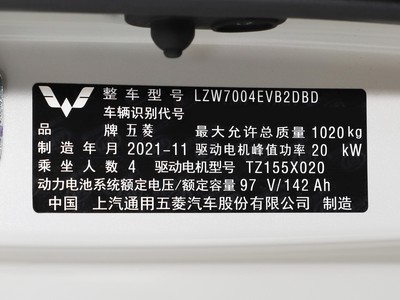 整车型号 LZW7004EVB2DBD
车辆识别代号
品牌 五菱 最大允许总质量 1020kg
制造年月 2021-11 驱动电机峰值功率 20 kW
乘坐人数 4 驱动电机型号 TZ155X020
动力电池系统额定电压/额定容量 97 V/142 Ah
中国 上汽通用五菱汽车股份有限公司 制造